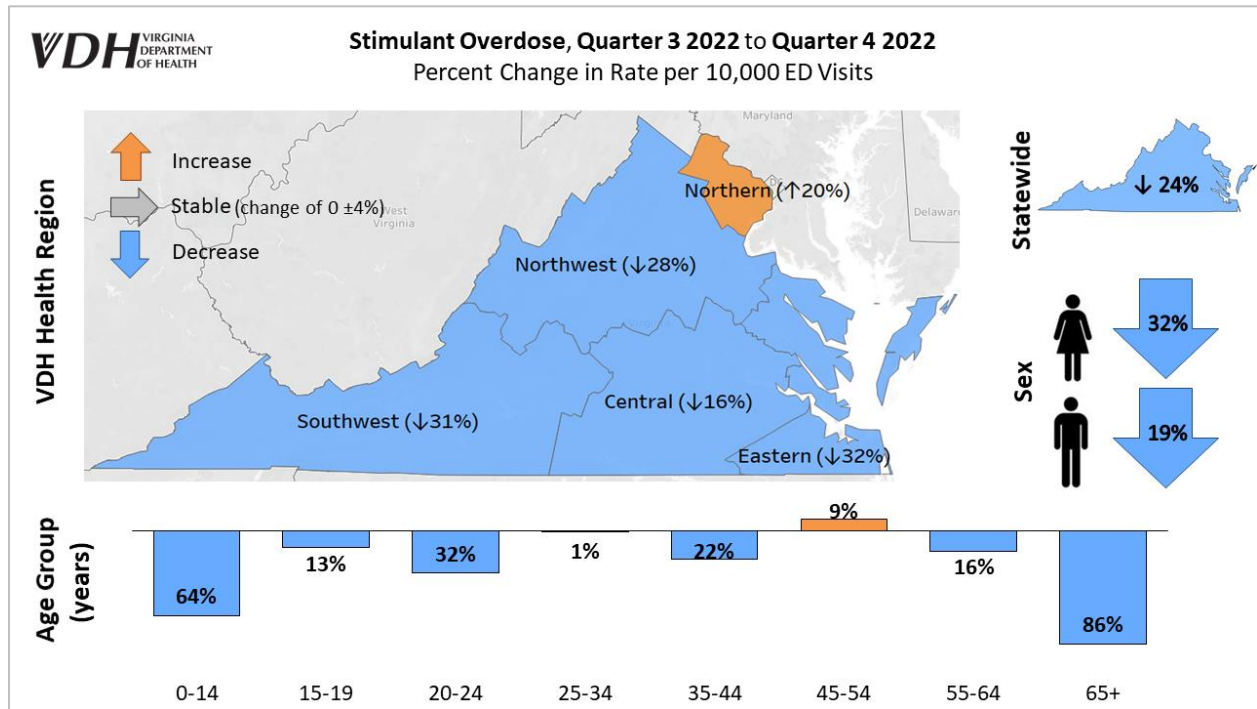 VDH VIRGINIA
DEPARTMENT
OF HEALTH
Stimulant Overdose, Quarter 3 2022 to Quarter 4 2022
Percent Change in Rate per 10,000 ED Visits
VDH Health Region
Increase
Stable (change of 0 ±4%)
Decrease
Maryland
West
Virginia
Delaware
Northern (↑20%)
Northwest (↓28%)
Southwest (↓31%)
Central (↓16%)
Eastern (↓32%)
Statewide
↓ 24%
Sex
32%
19%
Age Group
(years)
64%
13%
32%
1%
22%
9%
16%
86%
0-14 15-19 20-24 25-34 35-44 45-54 55-64 65+